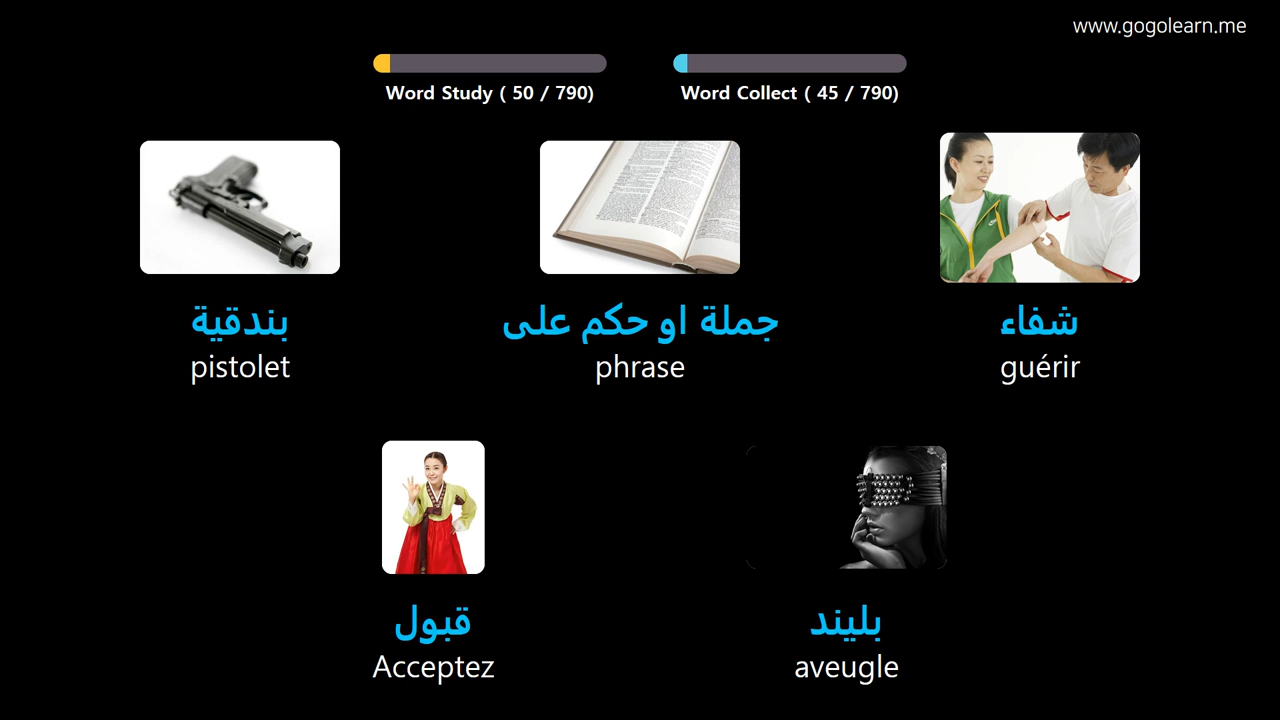 www.gogolearn.me
Word Study ( 50 / 790)
Word Collect ( 45 / 790)
بندقية
pistolet
جملة او حكم على
phrase
شفاء
guérir
قبول
Acceptez
بليند
aveugle